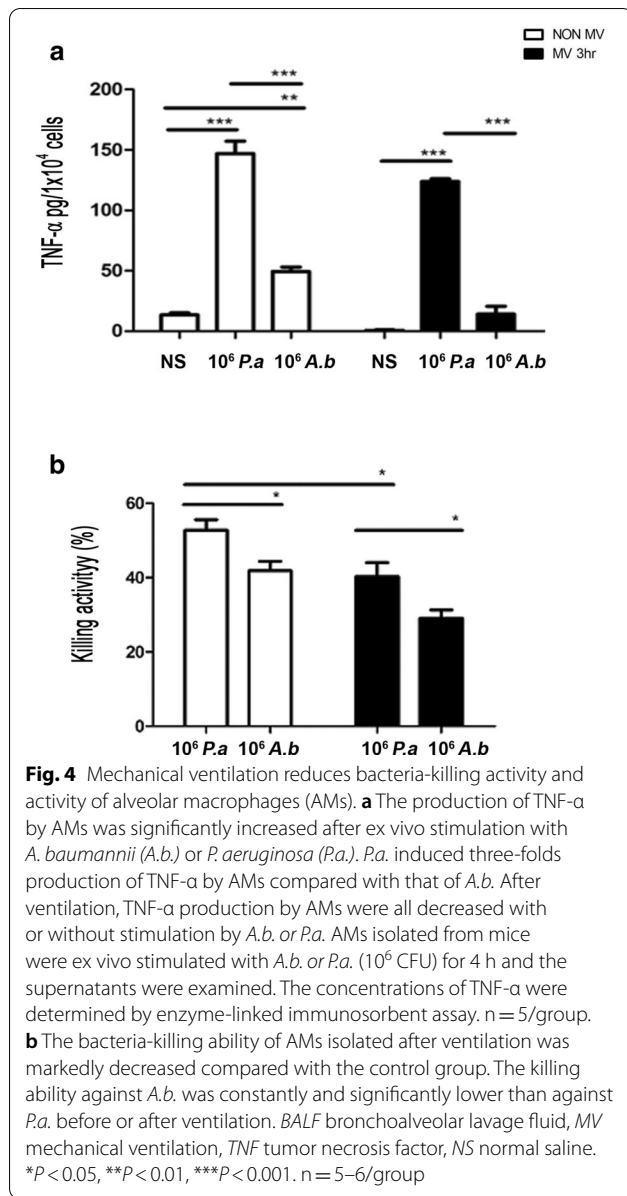 NON MV
MV 3hr
a
***
***
**
***
***
***
200
150
100
50
0
TNF-α pg/1x10⁴ cells
NS 10⁶ P.a 10⁶ A.b NS 10⁶ P.a 10⁶ A.b
b
*
*
*
60
40
20
0
Killing activityy (%)
10⁶ P.a 10⁶ A.b 10⁶ P.a 10⁶ A.b
Fig. 4 Mechanical ventilation reduces bacteria-killing activity and
activity of alveolar macrophages (AMs). a The production of TNF-α
by AMs was significantly increased after ex vivo stimulation with
A. baumannii (A.b.) or P. aeruginosa (P.a.). P.a. induced three-folds
production of TNF-α by AMs compared with that of A.b. After
ventilation, TNF-α production by AMs were all decreased with
or without stimulation by A.b. or P.a. AMs isolated from mice
were ex vivo stimulated with A.b. or P.a. (10⁶ CFU) for 4 h and the
supernatants were examined. The concentrations of TNF-α were
determined by enzyme-linked immunosorbent assay. n = 5/group.
b The bacteria-killing ability of AMs isolated after ventilation was
markedly decreased compared with the control group. The killing
ability against A.b. was constantly and significantly lower than against
P.a. before or after ventilation. BALF bronchoalveolar lavage fluid, MV
mechanical ventilation, TNF tumor necrosis factor, NS normal saline.
*P < 0.05, **P < 0.01, ***P < 0.001. n = 5–6/group